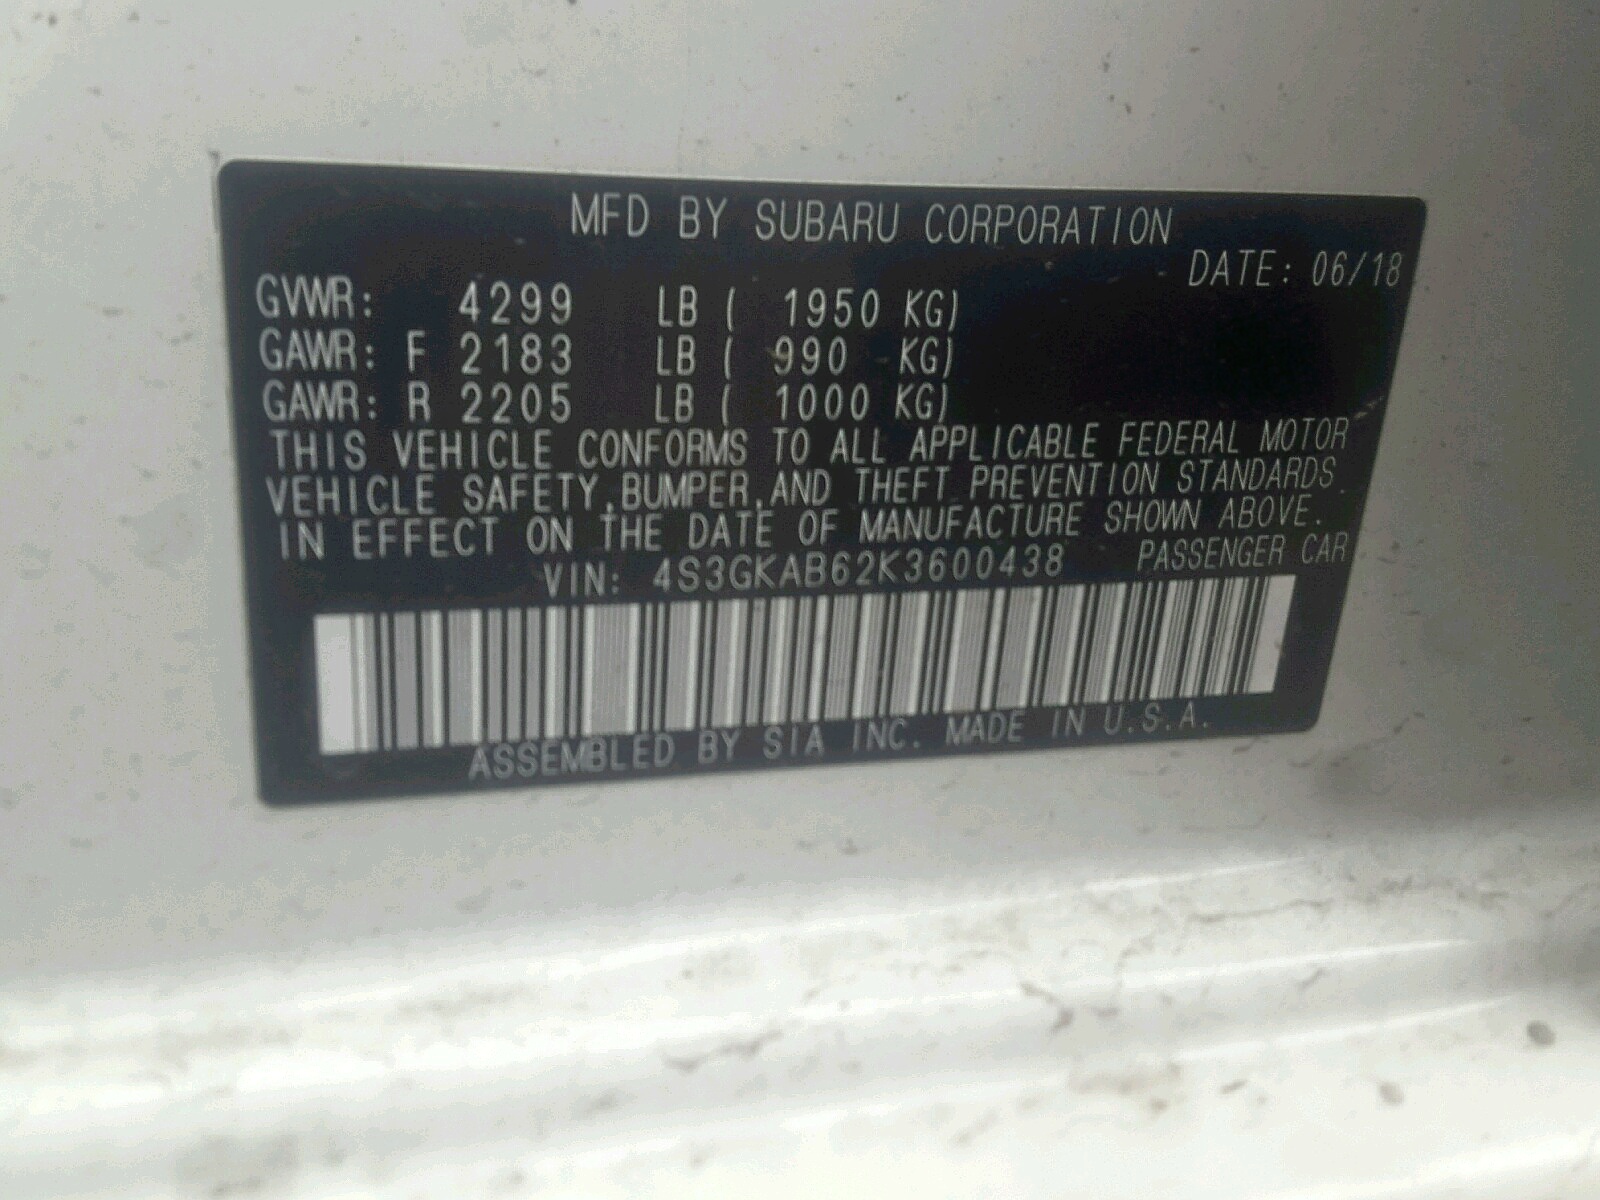 MFD BY SUBARU CORPORATION
DATE: 06/18
GVWR: 4299 LB ( 1950 KG)
GAWR: F 2183 LB ( 990 KG)
GAWR: R 2205 LB ( 1000 KG)
THIS VEHICLE CONFORMS TO ALL APPLICABLE FEDERAL MOTOR
VEHICLE SAFETY,BUMPER,AND THEFT PREVENTION STANDARDS
IN EFFECT ON THE DATE OF MANUFACTURE SHOWN ABOVE.
VIN: 4S3GKAB62K3600438 PASSENGER CAR
ASSEMBLED BY SIA INC. MADE IN U.S.A.